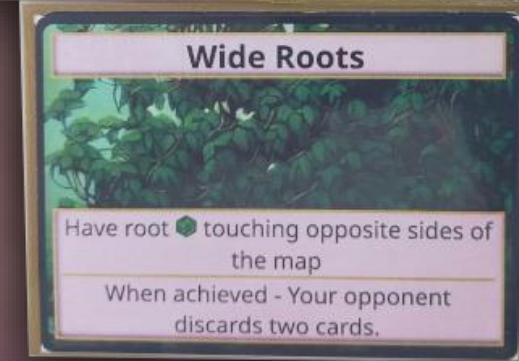 Wide Roots
Have root touching opposite sides of
the map
When achieved - Your opponent
discards two cards.